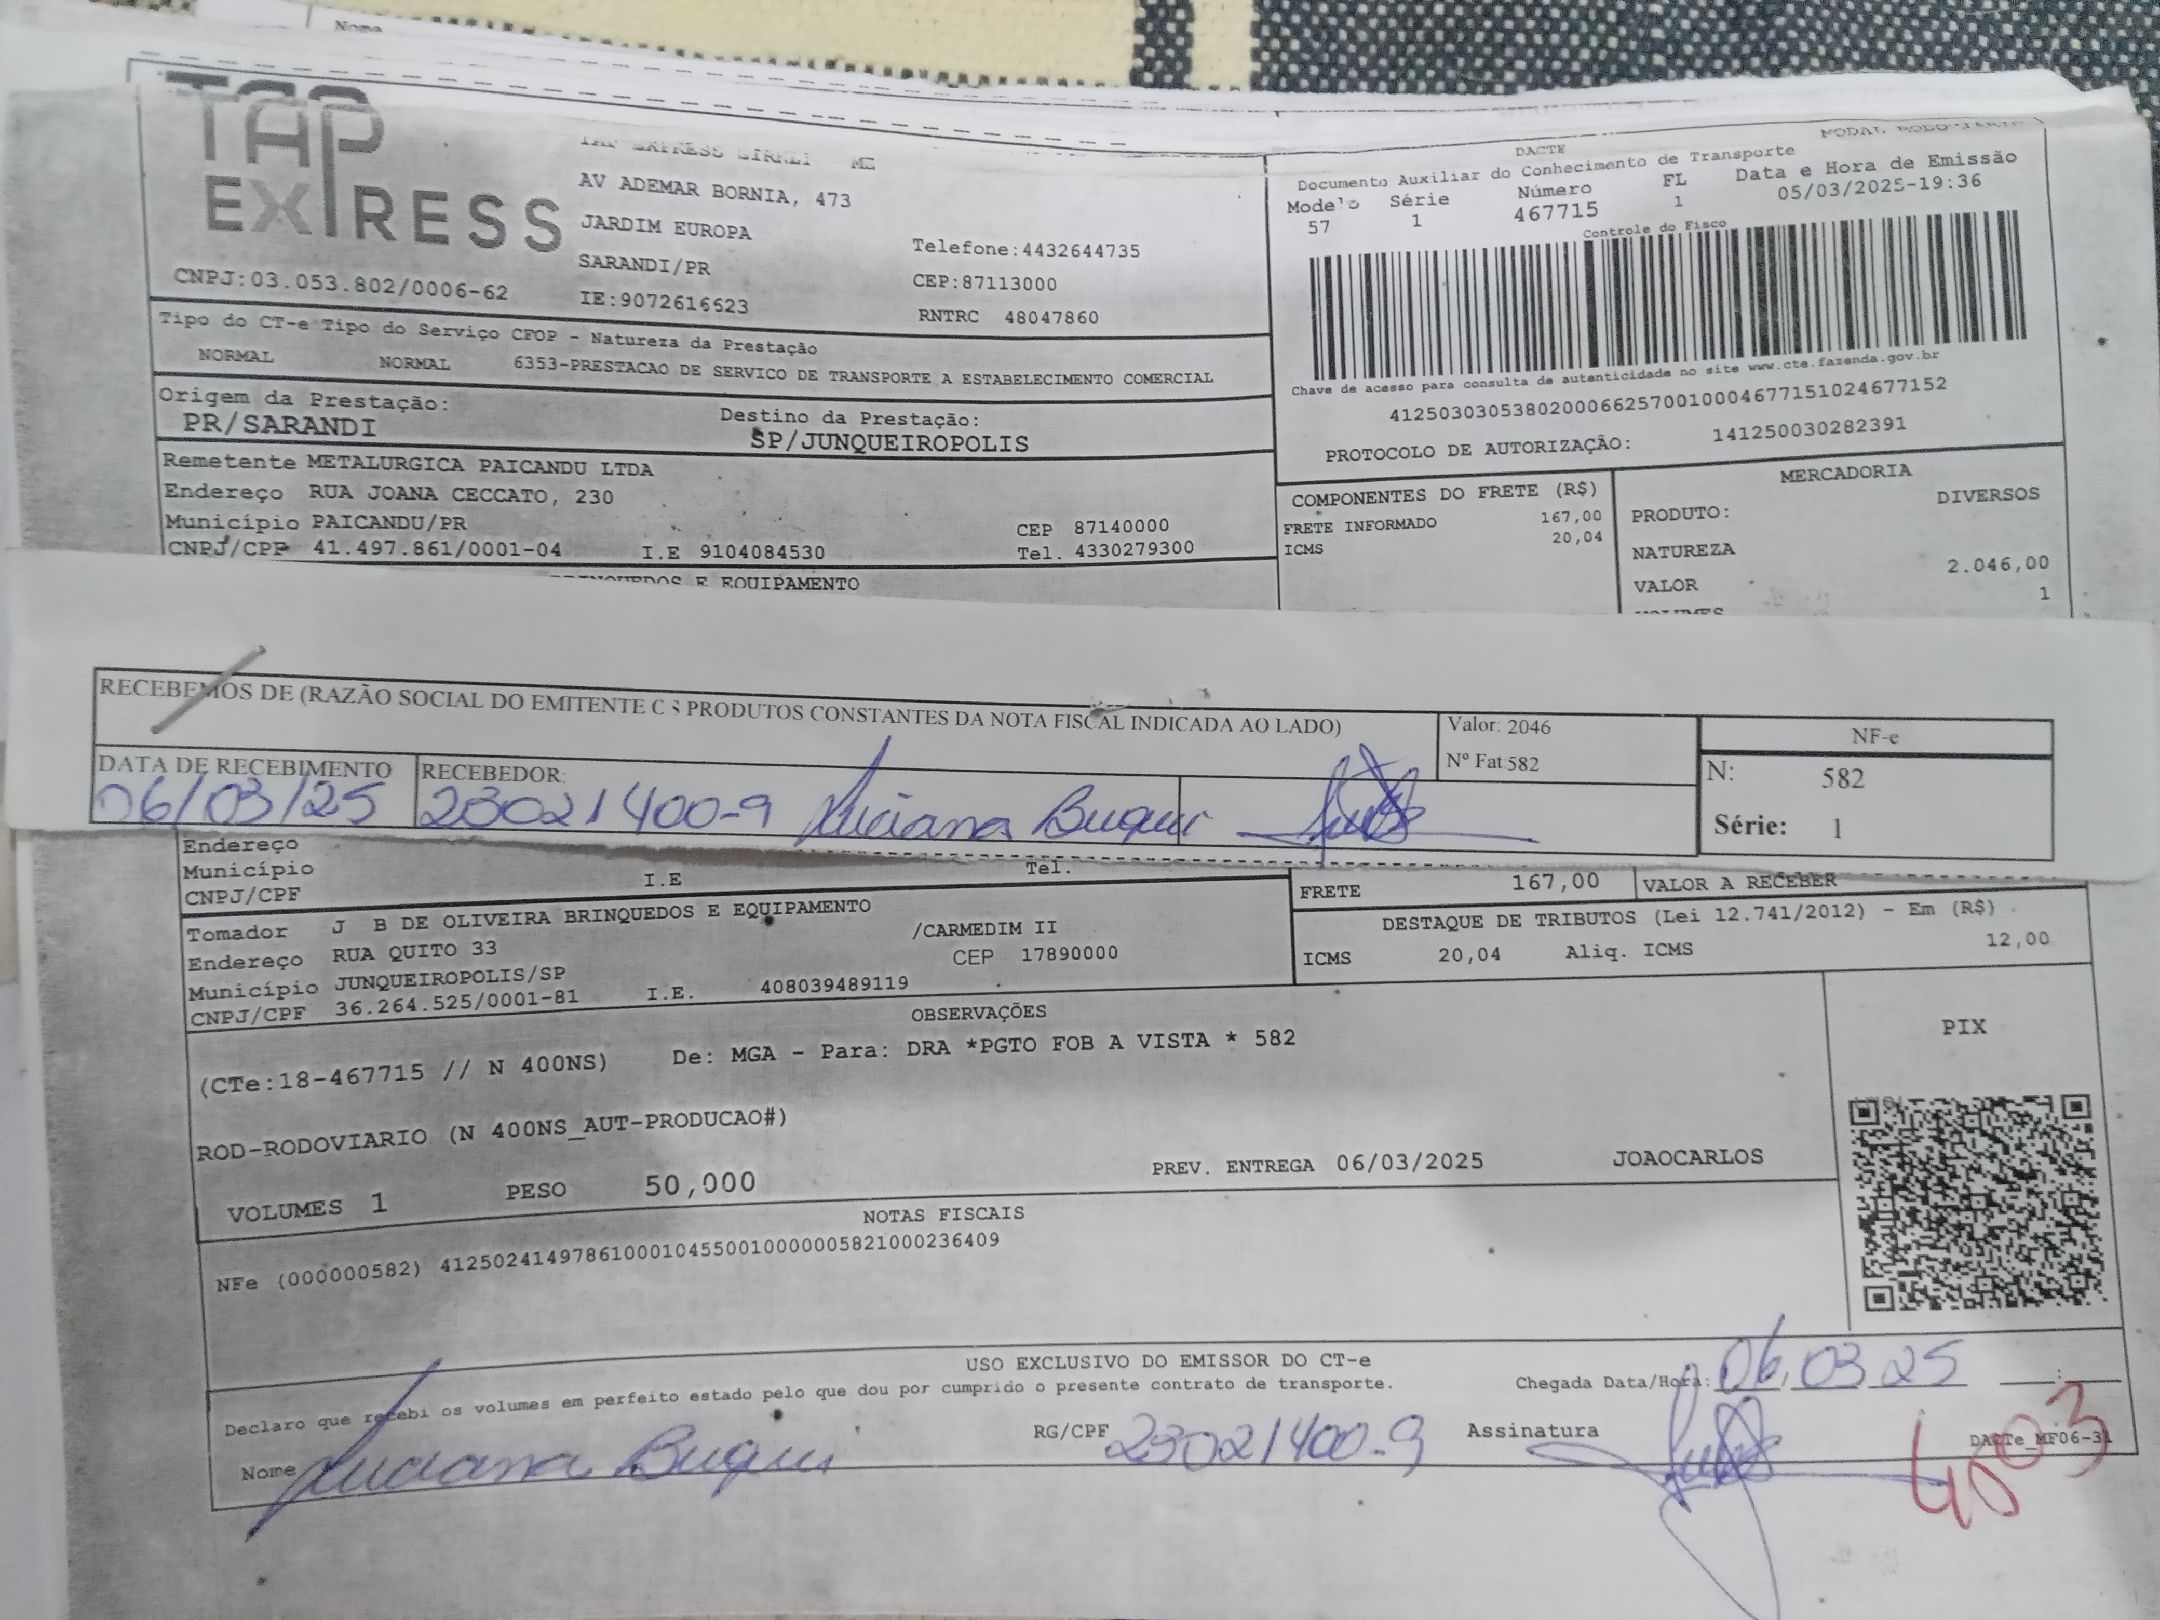 Nome
TAP
EXPRESS
AV ADEMAR BORNIA, 473
JARDIM EUROPA
SARANDI/PR
IE:9072616623
Telefone:4432644735
CEP:87113000
RNTRC 48047860
CNPJ:03.053.802/0006-62
DACTE
Documento Auxiliar do Conhecimento de Transporte
Modelo Série Número FL Data e Hora de Emissão
57 1 467715 1 05/03/2025-19:36
Controle do Fisco
Chave de acesso para consulta de autenticidade no site www.cte.fazenda.gov.br
41250303053802000662570010004677151024677152
PROTOCOLO DE AUTORIZAÇÃO: 141250030282391
Tipo do CT-e Tipo do Serviço CFOP - Natureza da Prestação
NORMAL NORMAL 6353-PRESTACAO DE SERVICO DE TRANSPORTE A ESTABELECIMENTO COMERCIAL
Origem da Prestação: Destino da Prestação:
PR/SARANDI SP/JUNQUEIROPOLIS
Remetente METALURGICA PAICANDU LTDA
Endereço RUA JOANA CECCATO, 230
Município PAICANDU/PR CEP 87140000
CNPJ/CPF 41.497.861/0001-04 I.E 9104084530 Tel. 4330279300
E EQUIPAMENTO
COMPONENTES DO FRETE (R$)
FRETE INFORMADO 167,00
ICMS 20,04
MERCADORIA
PRODUTO: DIVERSOS
NATUREZA
VALOR 2.046,00
VOLUMES 1
RECEBEMOS DE (RAZÃO SOCIAL DO EMITENTE C S PRODUTOS CONSTANTES DA NOTA FISCAL INDICADA AO LADO)
Valor: 2046
Nº Fat:582
NF-e
N: 582
Série: 1
DATA DE RECEBIMENTO RECEBEDOR:
06/03/25 23021400-9 Luciana Buqui
Endereço
Município
CNPJ/CPF I.E Tel.
FRETE 167,00 VALOR A RECEBER
Tomador J B DE OLIVEIRA BRINQUEDOS E EQUIPAMENTO
Endereço RUA QUITO 33 /CARMEDIM II
Município JUNQUEIROPOLIS/SP CEP 17890000
CNPJ/CPF 36.264.525/0001-81 I.E. 408039489119
DESTAQUE DE TRIBUTOS (Lei 12.741/2012) - Em (R$)
ICMS 20,04 Aliq. ICMS 12,00
OBSERVAÇÕES
(CTe:18-467715 // N 400NS) De: MGA - Para: DRA *PGTO FOB A VISTA * 582
ROD-RODOVIARIO (N 400NS_AUT-PRODUCAO#)
VOLUMES 1 PESO 50,000 PREV. ENTREGA 06/03/2025 JOAOCARLOS
PIX
NOTAS FISCAIS
NFe (000000582) 41250241497861000104550010000005821000236409
USO EXCLUSIVO DO EMISSOR DO CT-e
Declaro que recebi os volumes em perfeito estado pelo que dou por cumprido o presente contrato de transporte.
Chegada Data/Hora: 06,03 25
Nome Luciana Buqui RG/CPF 23021400-9 Assinatura
DACTe_MF06-31